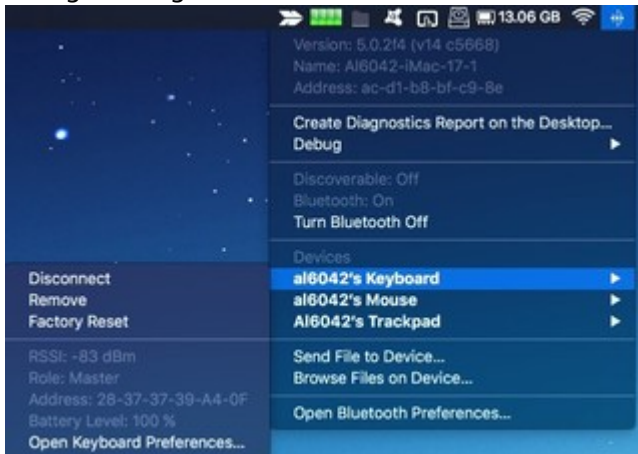 13.06 GB
Version: 5.0.2f4 (v14 c5668)
Name: Al6042-iMac-17-1
Address: ac-d1-b8-bf-c9-8e
Create Diagnostics Report on the Desktop...
Debug
Discoverable: Off
Bluetooth: On
Turn Bluetooth Off
Devices
al6042's Keyboard
al6042's Mouse
Al6042's Trackpad
Send File to Device...
Browse Files on Device...
Open Bluetooth Preferences...
Disconnect
Remove
Factory Reset
RSSI: -83 dBm
Role: Master
Address: 28-37-37-39-A4-0F
Battery Level: 100 %
Open Keyboard Preferences...